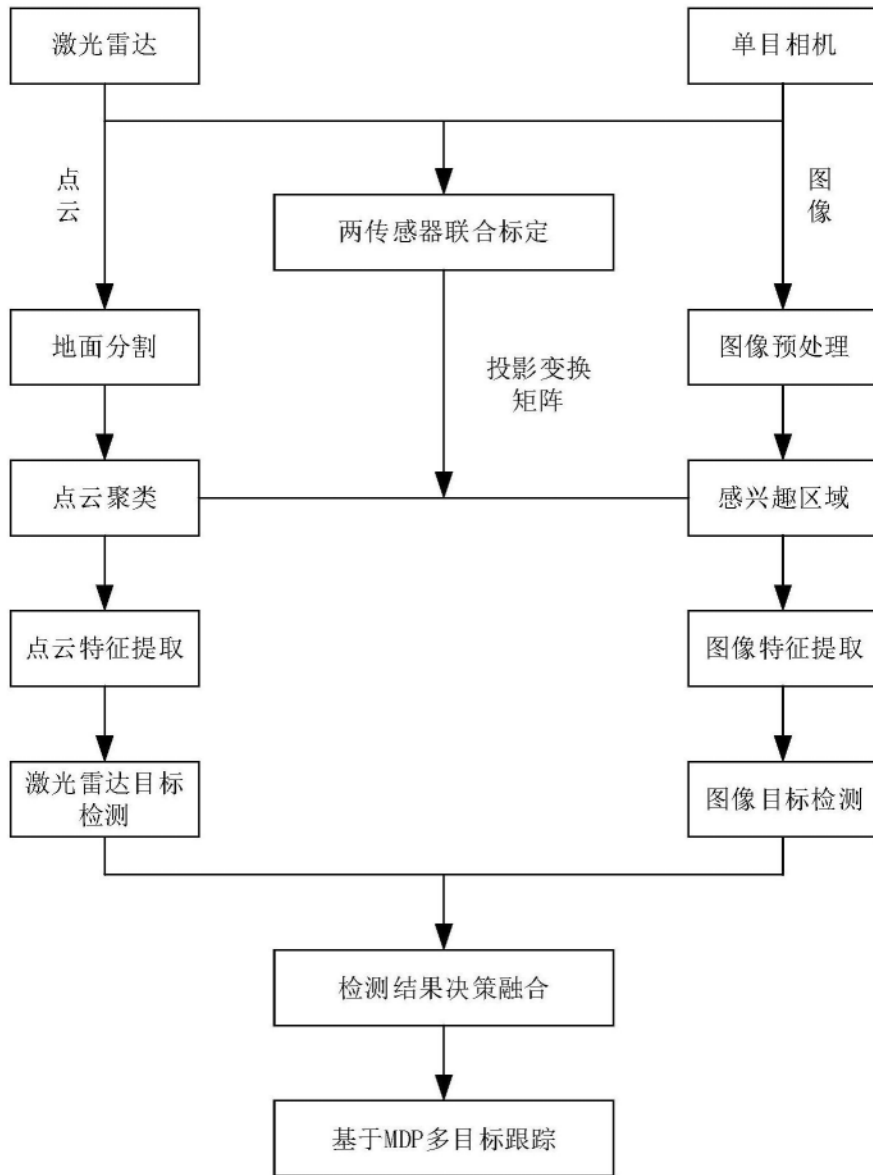 激光雷达
单目相机
点
云
图
像
两传感器联合标定
地面分割
图像预处理
投影变换
矩阵
点云聚类
感兴趣区域
点云特征提取
图像特征提取
激光雷达目标
检测
图像目标检测
检测结果决策融合
基于MDP多目标跟踪